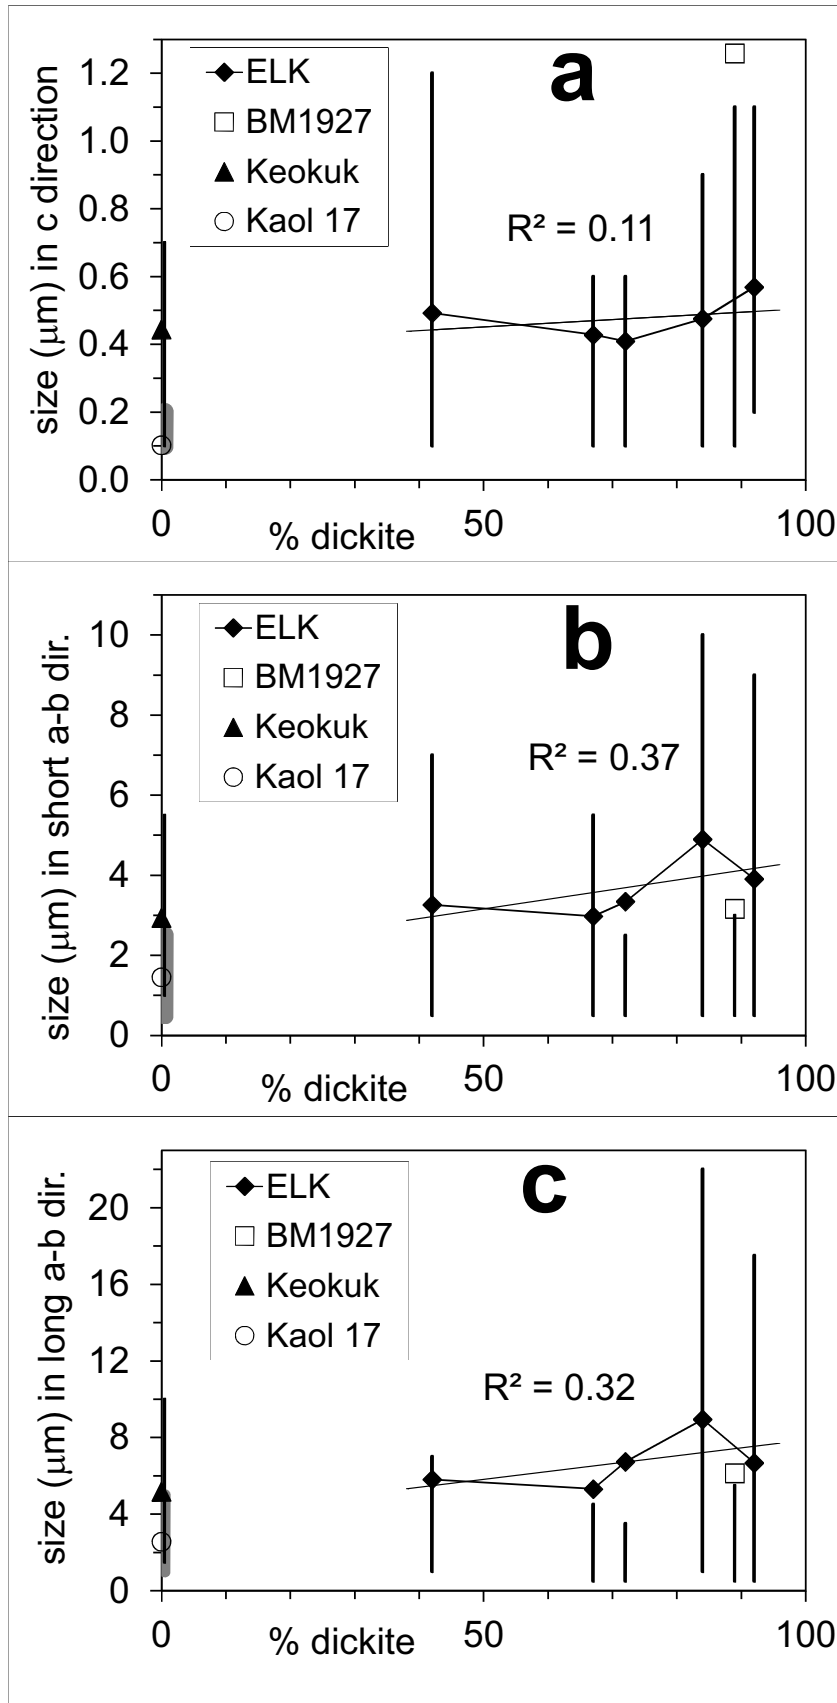 a
size (μm) in c direction
1.2
1.0
0.8
0.6
0.4
0.2
0.0
ELK
BM1927
Keokuk
Kaol 17
R² = 0.11
0
50
100
% dickite
b
size (μm) in short a-b dir.
10
8
6
4
2
0
ELK
BM1927
Keokuk
Kaol 17
R² = 0.37
0
50
100
% dickite
c
size (μm) in long a-b dir.
20
16
12
8
4
0
ELK
BM1927
Keokuk
Kaol 17
R² = 0.32
0
50
100
% dickite